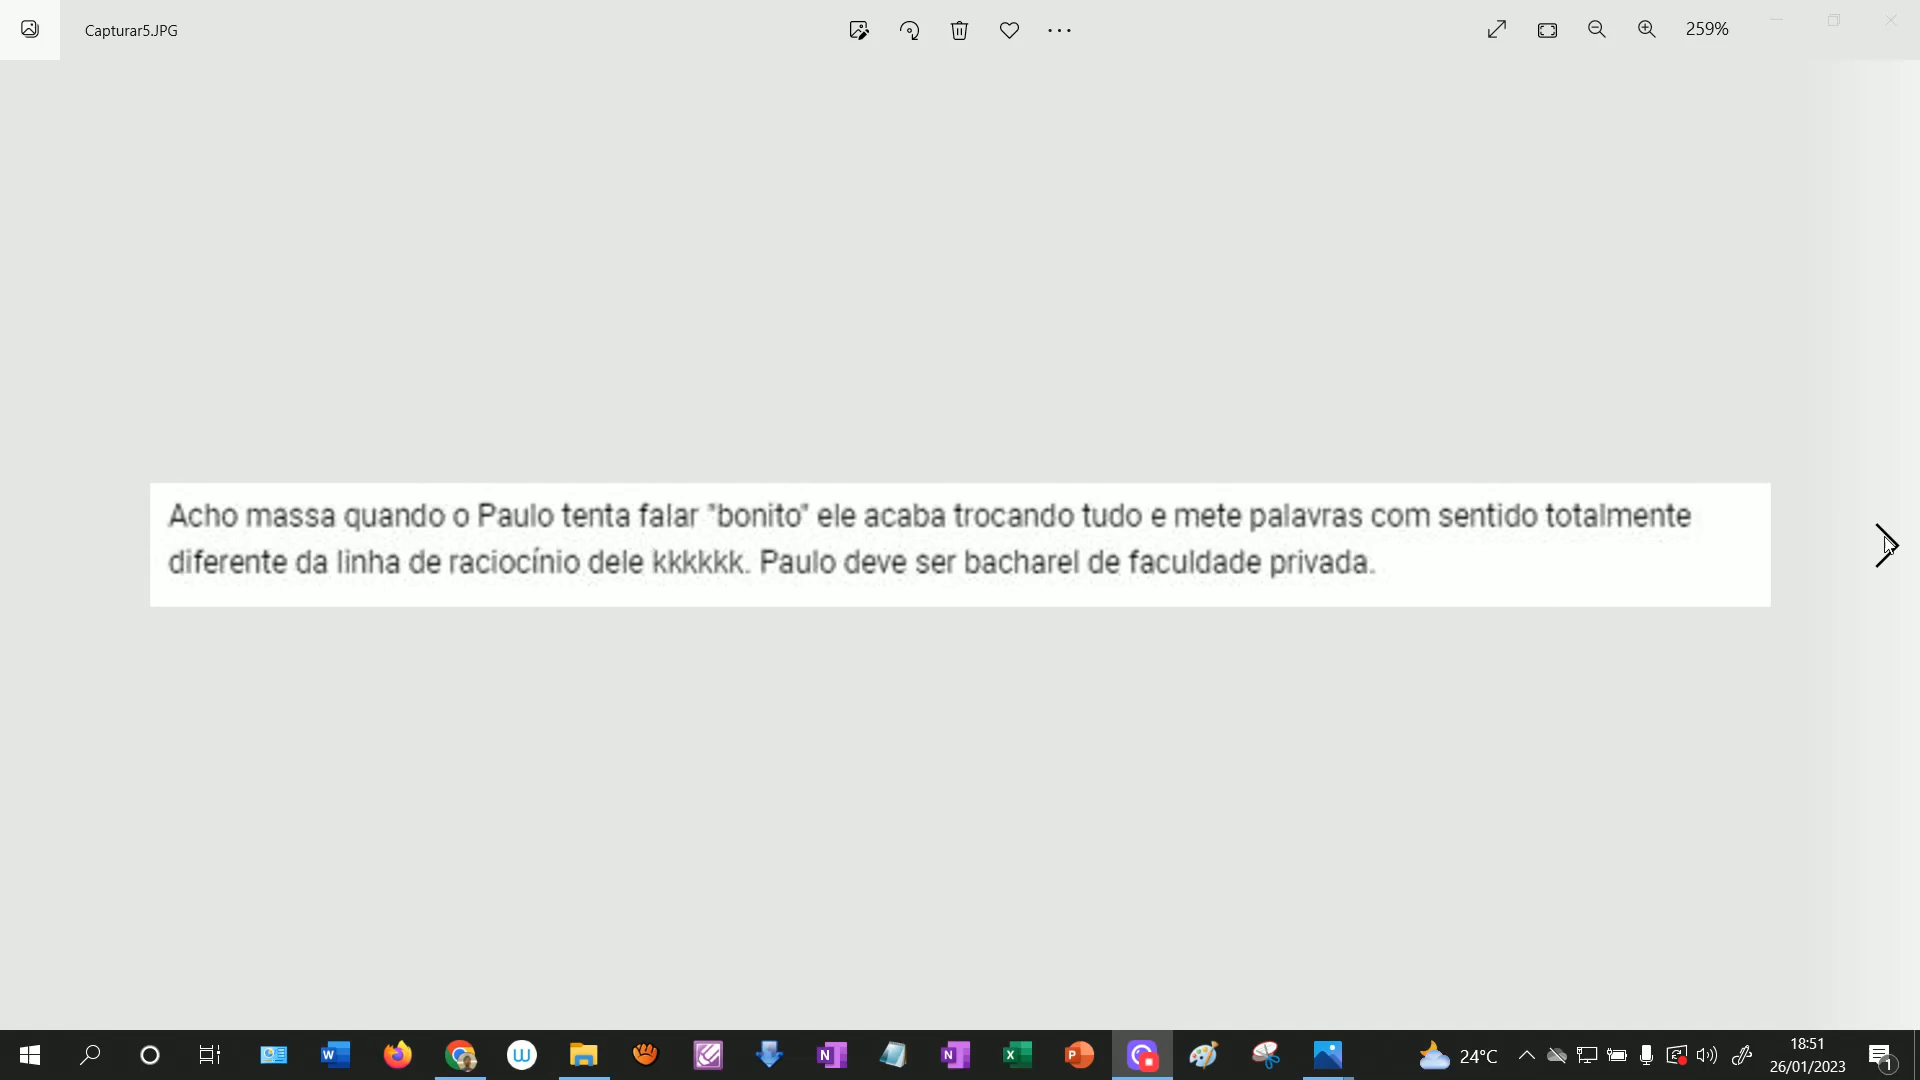 Capturar5.JPG
259%
Acho massa quando o Paulo tenta falar "bonito" ele acaba trocando tudo e mete palavras com sentido totalmente
diferente da linha de raciocínio dele kkkkkk. Paulo deve ser bacharel de faculdade privada.
24°C
18:51
26/01/2023
1